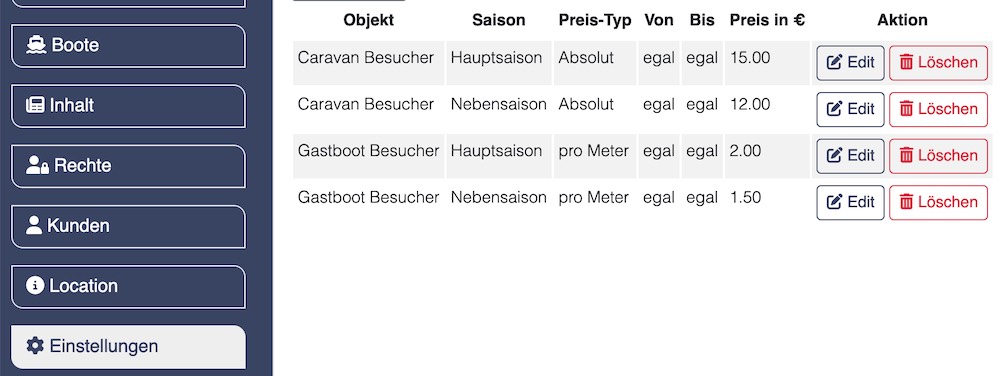 Boote
Inhalt
Rechte
Kunden
Location
Einstellungen
Objekt Saison Preis-Typ Von Bis Preis in € Aktion
Caravan Besucher Hauptsaison Absolut egal egal 15.00 Edit Löschen
Caravan Besucher Nebensaison Absolut egal egal 12.00 Edit Löschen
Gastboot Besucher Hauptsaison pro Meter egal egal 2.00 Edit Löschen
Gastboot Besucher Nebensaison pro Meter egal egal 1.50 Edit Löschen